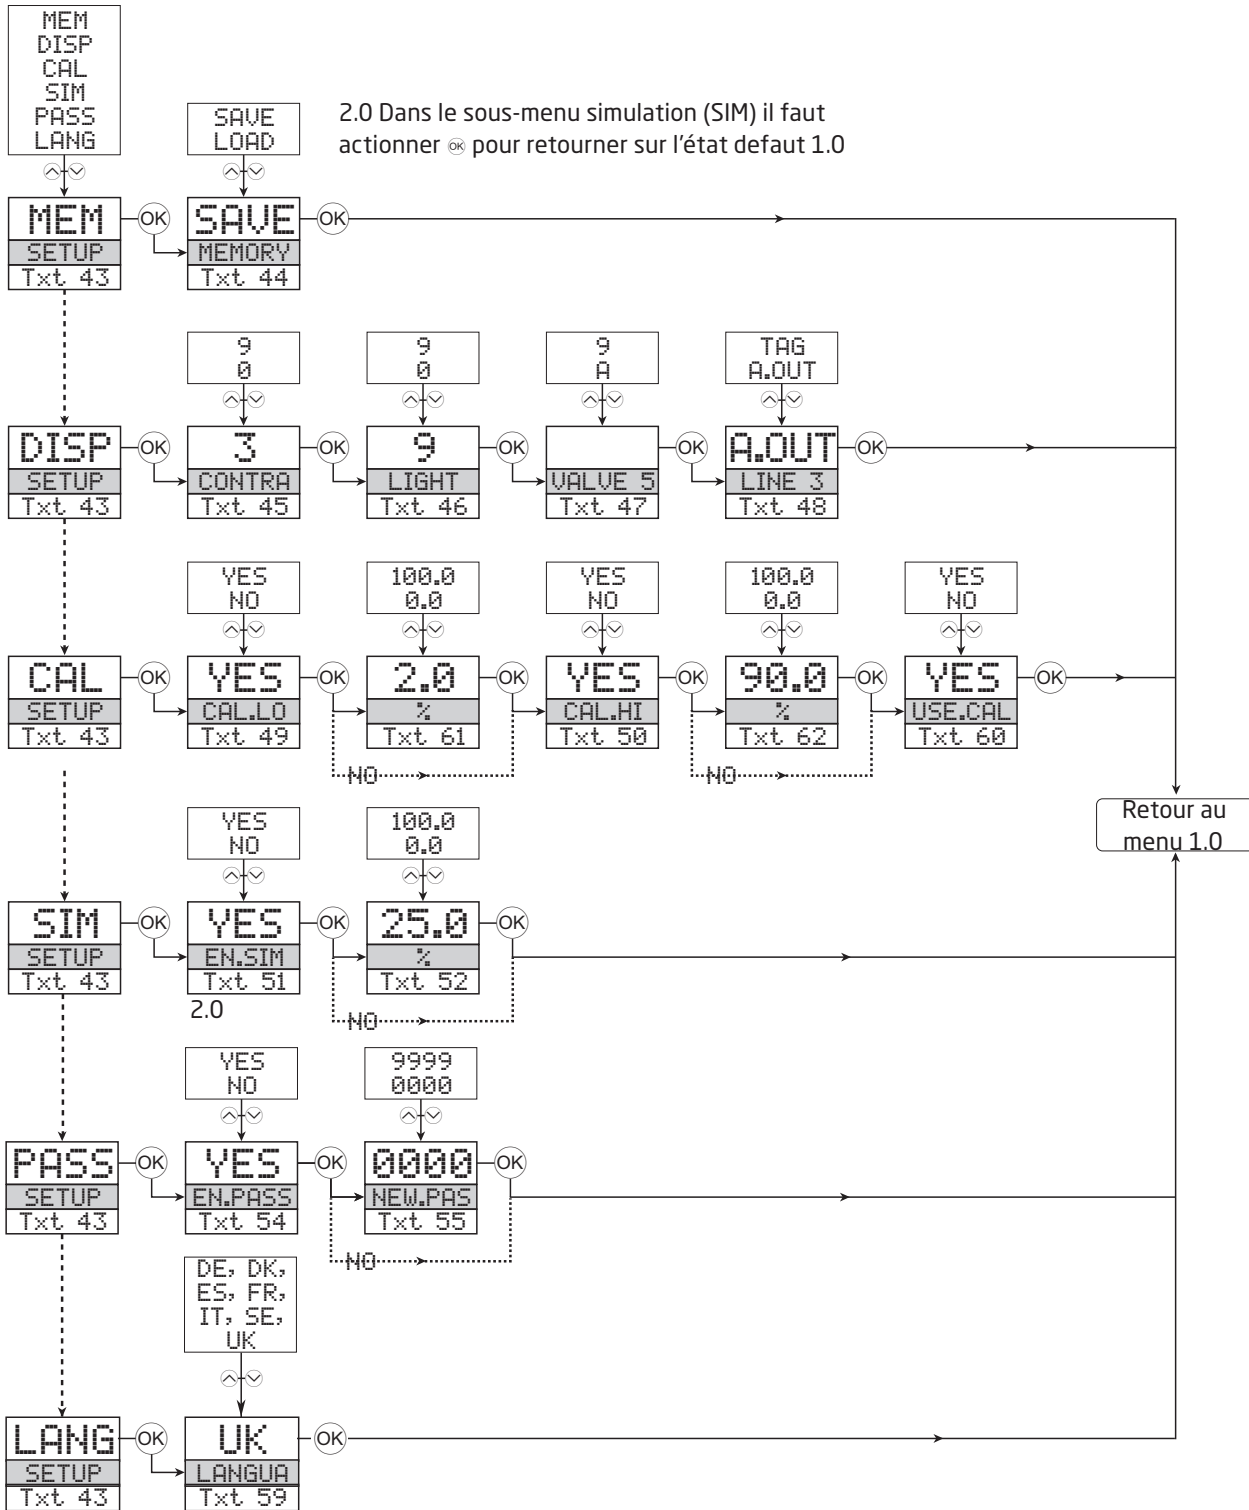 MEM
DISP
CAL
SIM
PASS
LANG
SAVE
LOAD
2.0 Dans le sous-menu simulation (SIM) il faut
actionner OK pour retourner sur l'état defaut 1.0
MEM OK SAVE OK
SETUP MEMORY
Txt 43 Txt 44
9 9 9 TAG
0 0 A A.OUT
DISP OK 3 OK 9 OK OK A.OUT OK
SETUP CONTRA LIGHT VALVE 5 LINE 3
Txt 43 Txt 45 Txt 46 Txt 47 Txt 48
YES 100.0 YES 100.0 YES
NO 0.0 NO 0.0 NO
CAL OK YES OK 2.0 OK YES OK 90.0 OK YES OK
SETUP CAL.LO % CAL.HI % USE.CAL
Txt 43 Txt 49 Txt 61 Txt 50 Txt 62 Txt 60
NO NO
Retour au
menu 1.0
YES 100.0
NO 0.0
SIM OK YES OK 25.0 OK
SETUP EN.SIM %
Txt 43 Txt 51 Txt 52
2.0
NO
YES 9999
NO 0000
PASS OK YES OK 0000 OK
SETUP EN.PASS NEW.PAS
Txt 43 Txt 54 Txt 55
NO
DE, DK,
ES, FR,
IT, SE,
UK
LANG OK UK OK
SETUP LANGUA
Txt 43 Txt 59